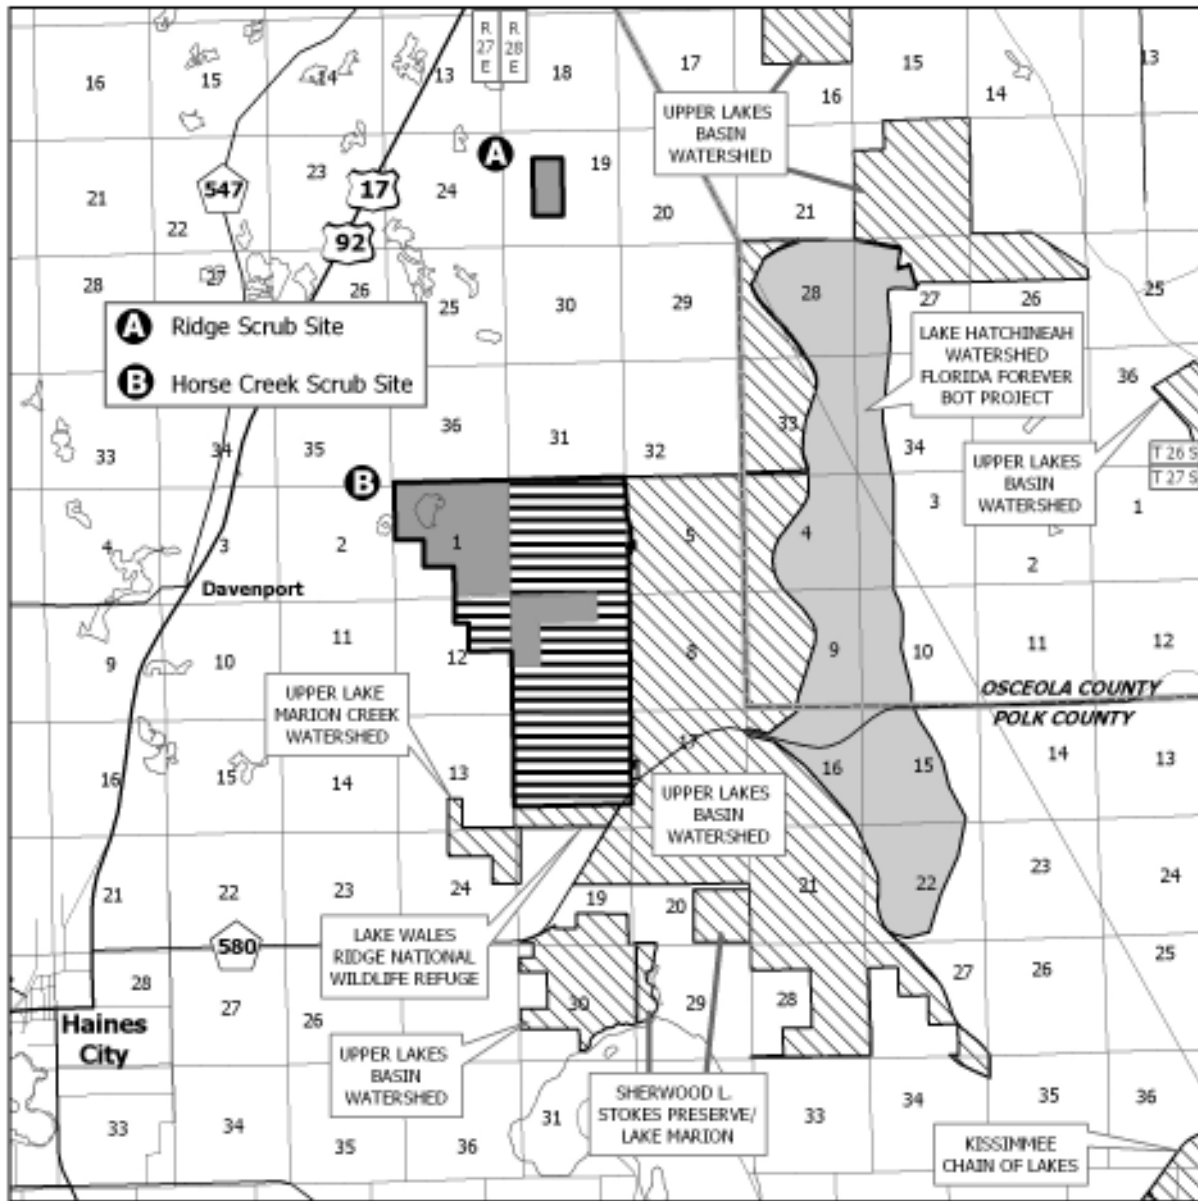 R 27 E
R 28 E
16
15
14
13
18
17
16
15
14
13
UPPER LAKES
BASIN
WATERSHED
A
19
547
17
23
24
21
22
20
21
92
28
27
26
25
30
29
28
27
26
25
A Ridge Scrub Site
B Horse Creek Scrub Site
LAKE HATCHINEAH
WATERSHED
FLORIDA FOREVER
BOT PROJECT
36
33
34
35
36
31
32
33
34
UPPER LAKES
BASIN
WATERSHED
T 26 S
T 27 S
B
4
3
2
1
5
4
3
2
1
Davenport
9
10
11
12
8
9
10
11
12
OSCEOLA COUNTY
POLK COUNTY
UPPER LAKE
MARION CREEK
WATERSHED
16
15
14
13
17
16
15
14
13
UPPER LAKES
BASIN
WATERSHED
21
22
23
24
19
20
21
22
23
24
580
LAKE WALES
RIDGE NATIONAL
WILDLIFE REFUGE
28
27
26
30
29
28
27
26
25
Haines
City
UPPER LAKES
BASIN
WATERSHED
SHERWOOD L.
STOKES PRESERVE/
LAKE MARION
33
34
35
36
31
33
34
35
36
KISSIMMEE
CHAIN OF LAKES